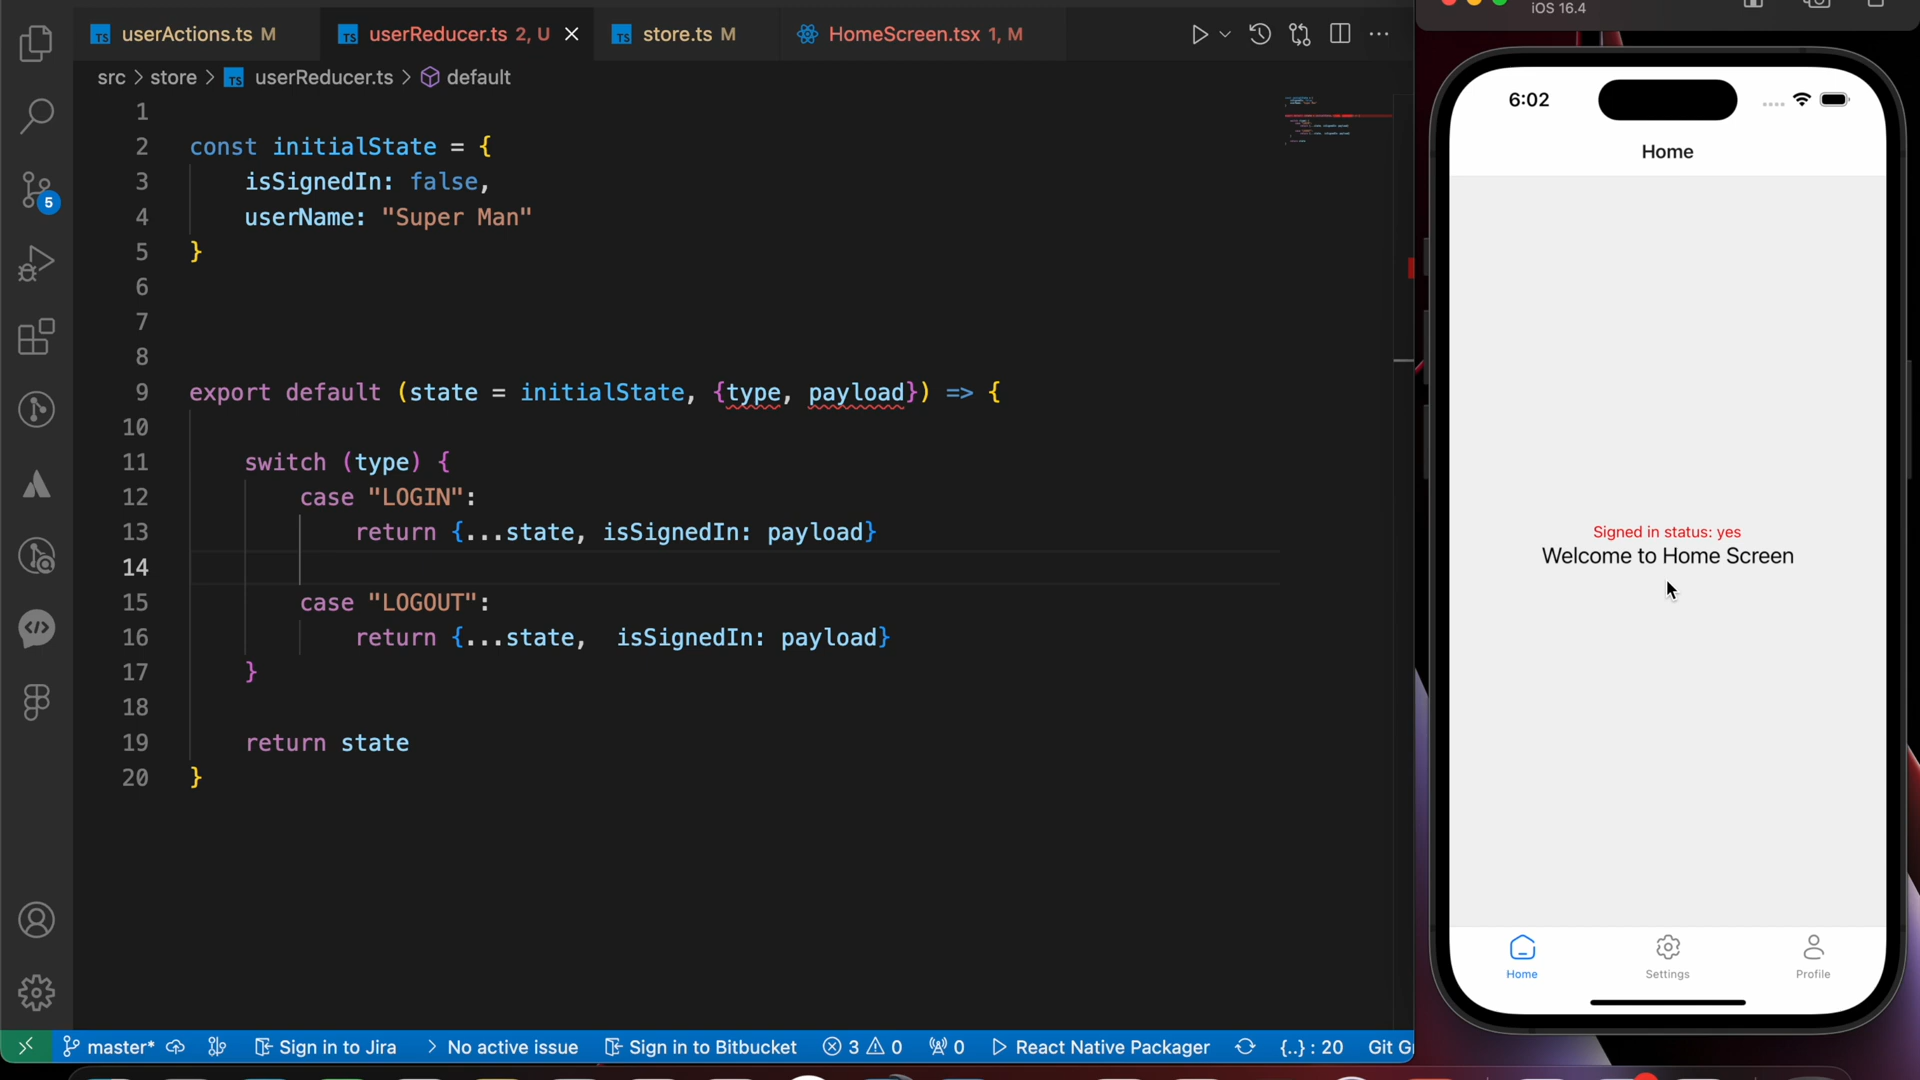 TS userActions.ts M TS userReducer.ts 2, U TS store.ts M HomeScreen.tsx 1, M
src > store > TS userReducer.ts > default
1
2 const initialState = {
3 isSignedIn: false,
4 userName: "Super Man"
5 }
6
7
8
9 export default (state = initialState, {type, payload}) => {
10
11 switch (type) {
12 case "LOGIN":
13 return {...state, isSignedIn: payload}
14
15 case "LOGOUT":
16 return {...state,  isSignedIn: payload}
17 }
18
19 return state
20 }
5
master* Sign in to Jira > No active issue Sign in to Bitbucket 3 0 0 React Native Packager {..} : 20 Git G
iOS 16.4
6:02
Home
Signed in status: yes
Welcome to Home Screen
Home Settings Profile